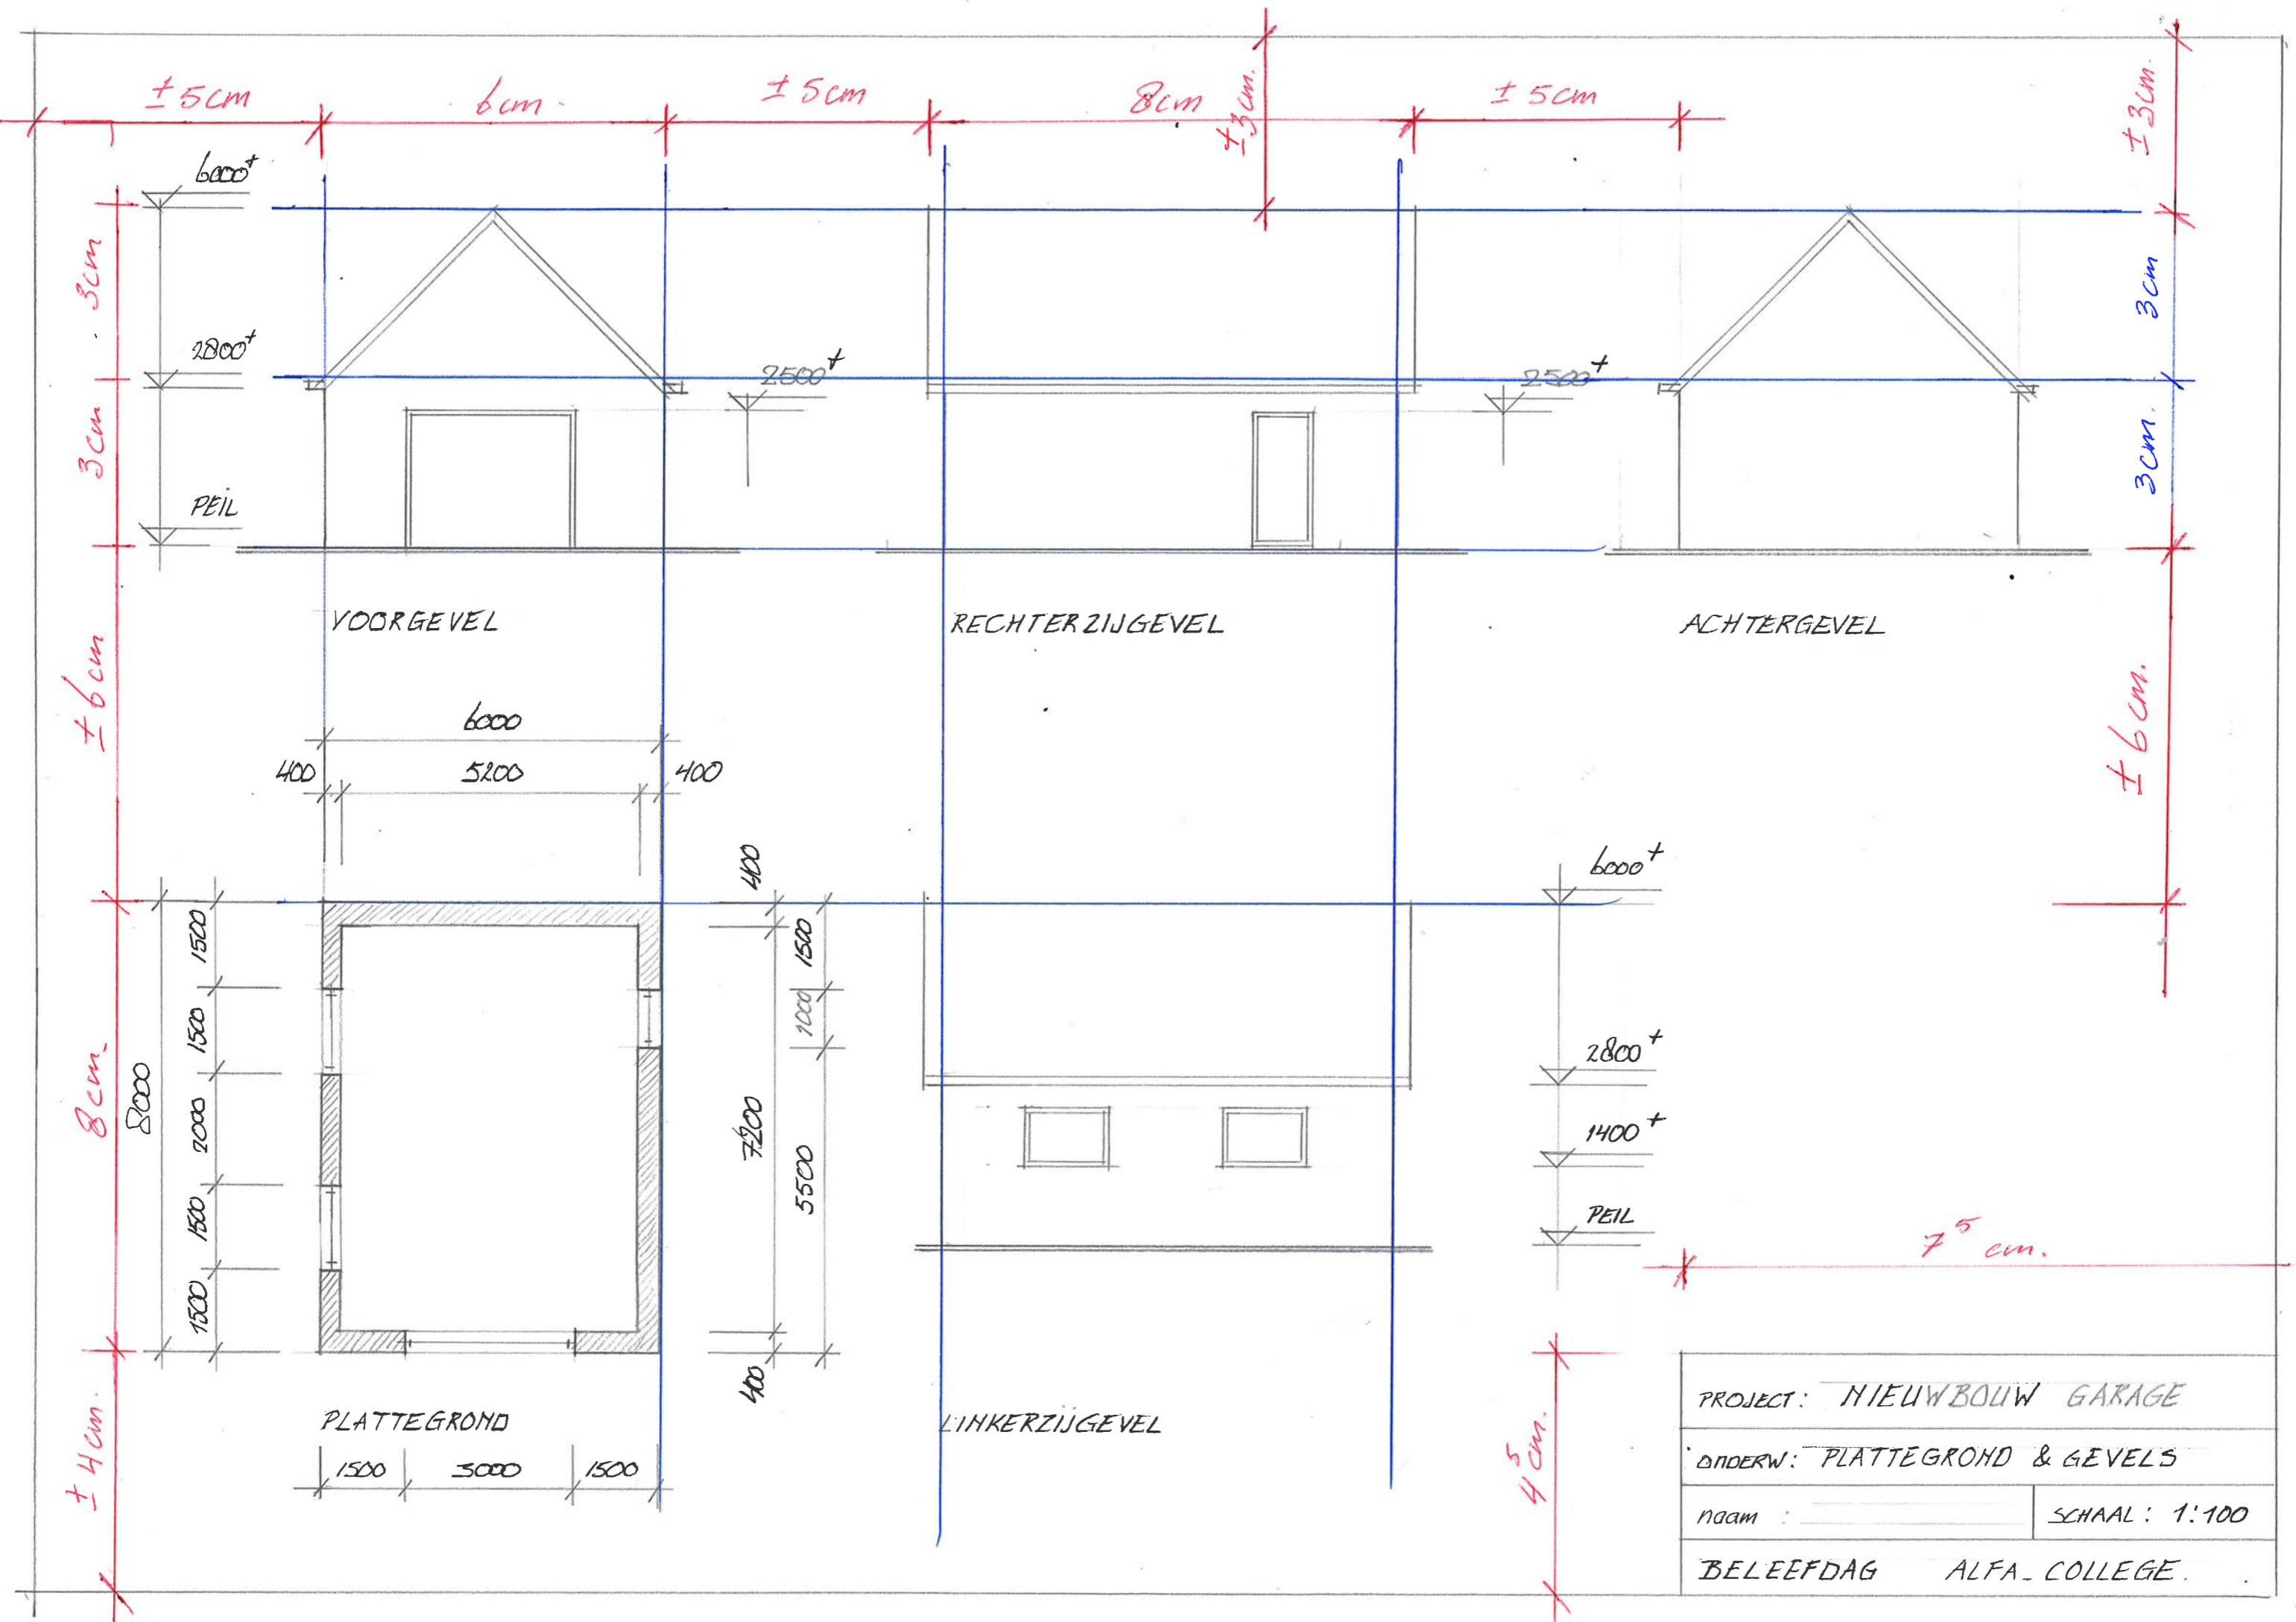 ±5cm 6cm. ±5cm 8cm ±3cm. ±5cm ±3cm.
6000+
3cm
2800+
2500+
2500+
3cm
3cm
3cm.
PEIL
VOORGEVEL
RECHTERZIJGEVEL
ACHTERGEVEL
±6cm
±6cm.
6000
400 5200 400
400
6000+
1500
1500
1500
1000
2800+
8cm.
8000
2000
7200
1400+
5500
1500
PEIL
7⁵ cm.
1500
400
PLATTEGROND
LINKERZIJGEVEL
±4cm.
1500 3000 1500
4⁵cm.
PROJECT: NIEUWBOUW GARAGE
ONDERW: PLATTEGROND & GEVELS
naam : SCHAAL: 1:100
BELEEFDAG ALFA-COLLEGE.